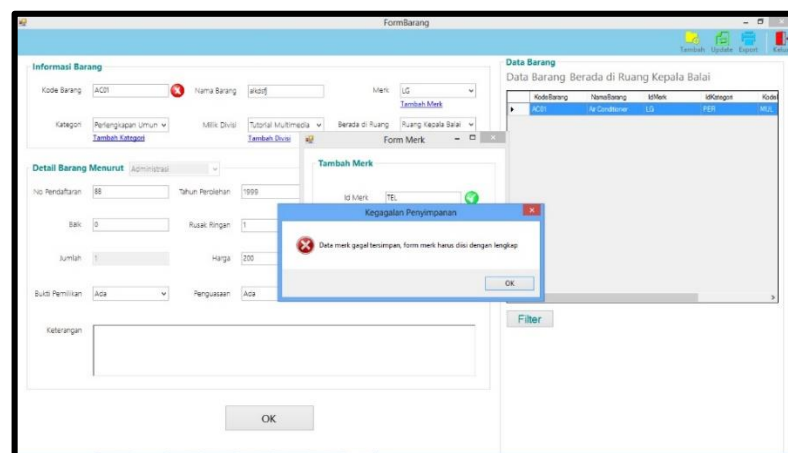 FormBarang
Tambah Update Export
Informasi Barang
Kode Barang AC01 Nama Barang alkdsfj Merk LG
Tambah Merk
Kategori Perlengkapan Umun Milik Divisi Tutorial Multimedia Berada di Ruang Ruang Kepala Balai
Tambah Kategori Tambah Divisi
Detail Barang Menurut Administrasi
No Pendaftaran 88 Tahun Perolehan 1999
Baik 0 Rusak Ringan 1
Jumlah 1 Harga 200
Bukti Pemilikan Ada Penguasaan Ada
Keterangan
OK
Form Merk
Tambah Merk
Id Merk TEL
Kegagalan Penyimpanan
Data merk gagal tersimpan, form merk harus diisi dengan lengkap
OK
Data Barang
Data Barang Berada di Ruang Kepala Balai
KodeBarang NamaBarang IdMerk IdKategori Kodel
AC01 Air Conditioner LG PER MUL
Filter